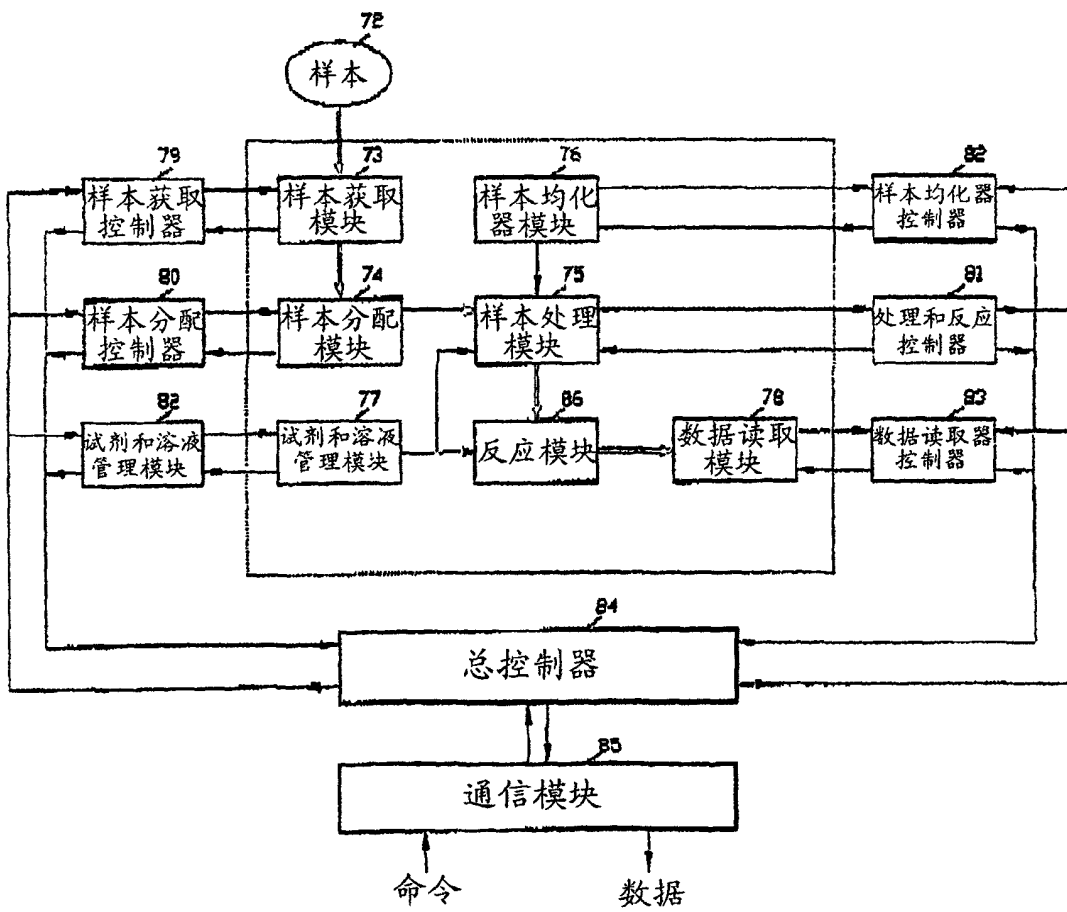 72
样本
79
样本获取
控制器
73
样本获取
模块
76
样本均化
器模块
82
样本均化器
控制器
80
样本分配
控制器
74
样本分配
模块
75
样本处理
模块
81
处理和反应
控制器
82
试剂和溶液
管理模块
77
试剂和溶液
管理模块
86
反应模块
78
数据读取
模块
83
数据读取器
控制器
84
总控制器
85
通信模块
命令
数据